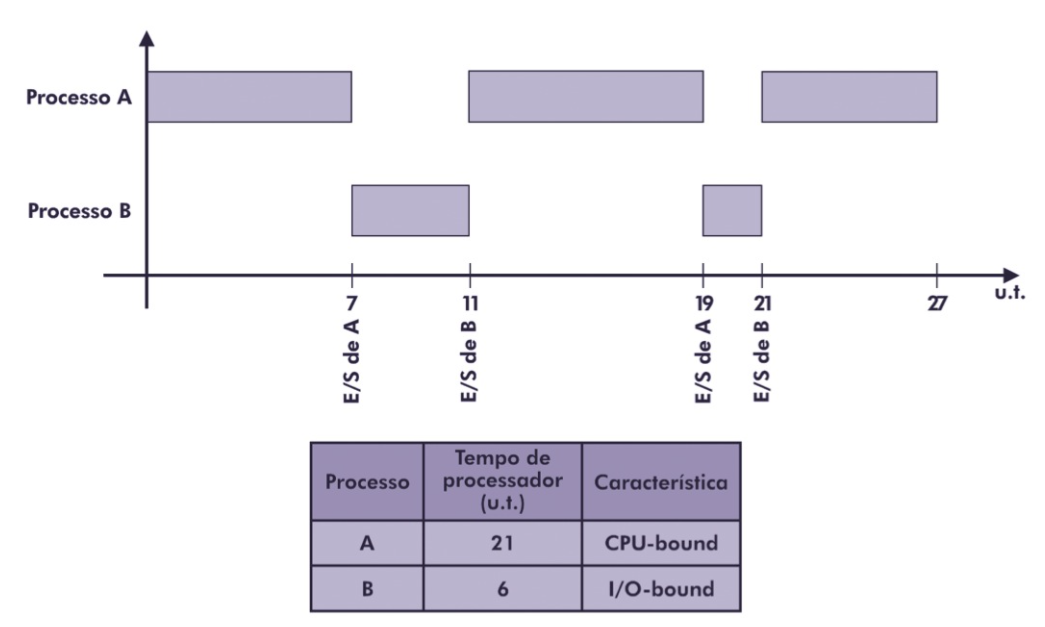 Processo A
Processo B
7
11
19
21
27
u.t.
E/S de A
E/S de B
E/S de A
E/S de B
Processo
Tempo de
processador
(u.t.)
Característica
A
21
CPU-bound
B
6
I/O-bound